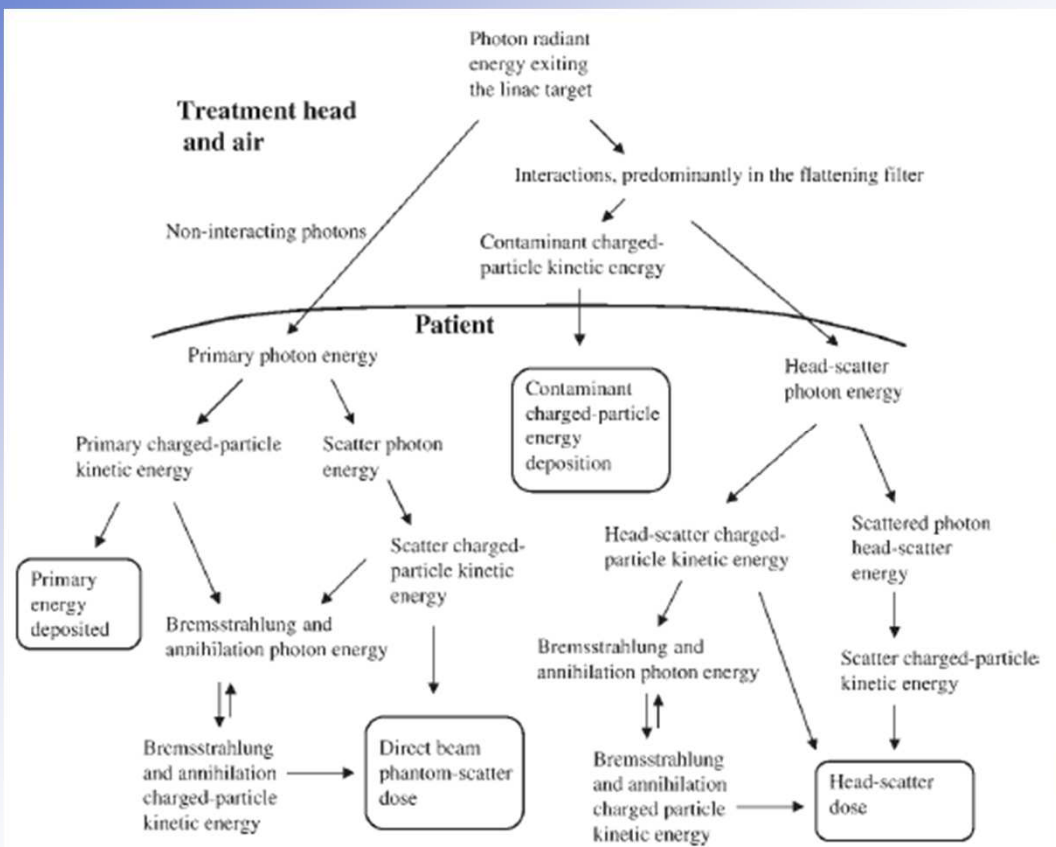 Photon radiant
energy exiting
the linac target
Treatment head
and air
Interactions, predominantly in the flattening filter
Non-interacting photons
Contaminant charged-
particle kinetic energy
Patient
Primary photon energy
Head-scatter
photon energy
Contaminant
charged-particle
energy
deposition
Primary charged-particle
kinetic energy
Scatter photon
energy
Head-scatter charged-
particle kinetic energy
Scattered photon
head-scatter
energy
Scatter charged-
particle kinetic
energy
Primary
energy
deposited
Bremsstrahlung and
annihilation photon energy
Bremsstrahlung and
annihilation photon energy
Scatter charged-particle
kinetic energy
Bremsstrahlung
and annihilation
charged-particle
kinetic energy
Direct beam
phantom-scatter
dose
Bremsstrahlung
and annihilation
charged particle
kinetic energy
Head-scatter
dose